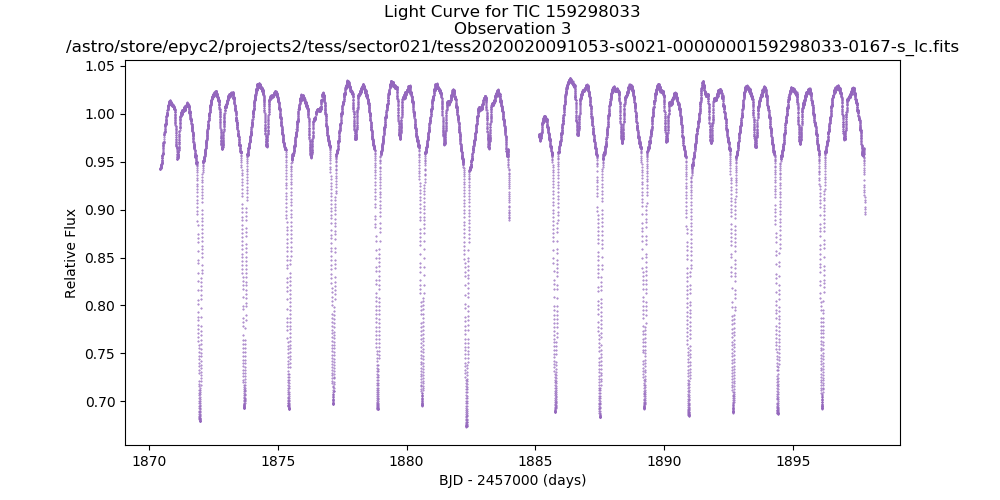 Light Curve for TIC 159298033
Observation 3
/astro/store/epyc2/projects2/tess/sector021/tess2020020091053-s0021-0000000159298033-0167-s_lc.fits
1.05
1.00
0.95
0.90
0.85
0.80
0.75
0.70
Relative Flux
1870 1875 1880 1885 1890 1895
BJD - 2457000 (days)